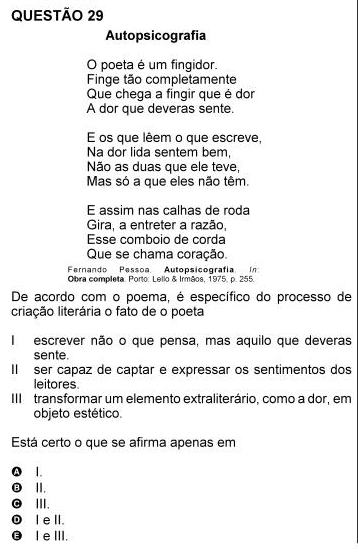 QUESTÃO 29
Autopsicografia
O poeta é um fingidor.
Finge tão completamente
Que chega a fingir que é dor
A dor que deveras sente.
E os que lêem o que escreve,
Na dor lida sentem bem,
Não as duas que ele teve,
Mas só a que eles não têm.
E assim nas calhas de roda
Gira, a entreter a razão,
Esse comboio de corda
Que se chama coração.
Fernando Pessoa. Autopsicografia. In:
Obra completa. Porto: Lello & Irmãos, 1975, p. 255.
De acordo com o poema, é específico do processo de
criação literária o fato de o poeta
I escrever não o que pensa, mas aquilo que deveras
sente.
II ser capaz de captar e expressar os sentimentos dos
leitores.
III transformar um elemento extraliterário, como a dor, em
objeto estético.
Está certo o que se afirma apenas em
A I.
B II.
C III.
D I e II.
E I e III.